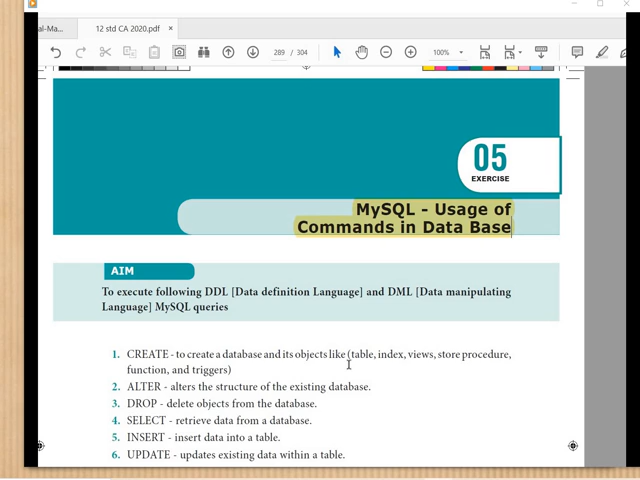 12 std CA 2020.pdf
289 / 304
100%
05
EXERCISE
MySQL - Usage of
Commands in Data Base
AIM
To execute following DDL [Data definition Language] and DML [Data manipulating
Language] MySQL queries
1. CREATE - to create a database and its objects like (table, index, views, store procedure,
function, and triggers)
2. ALTER - alters the structure of the existing database.
3. DROP - delete objects from the database.
4. SELECT - retrieve data from a database.
5. INSERT - insert data into a table.
6. UPDATE - updates existing data within a table.